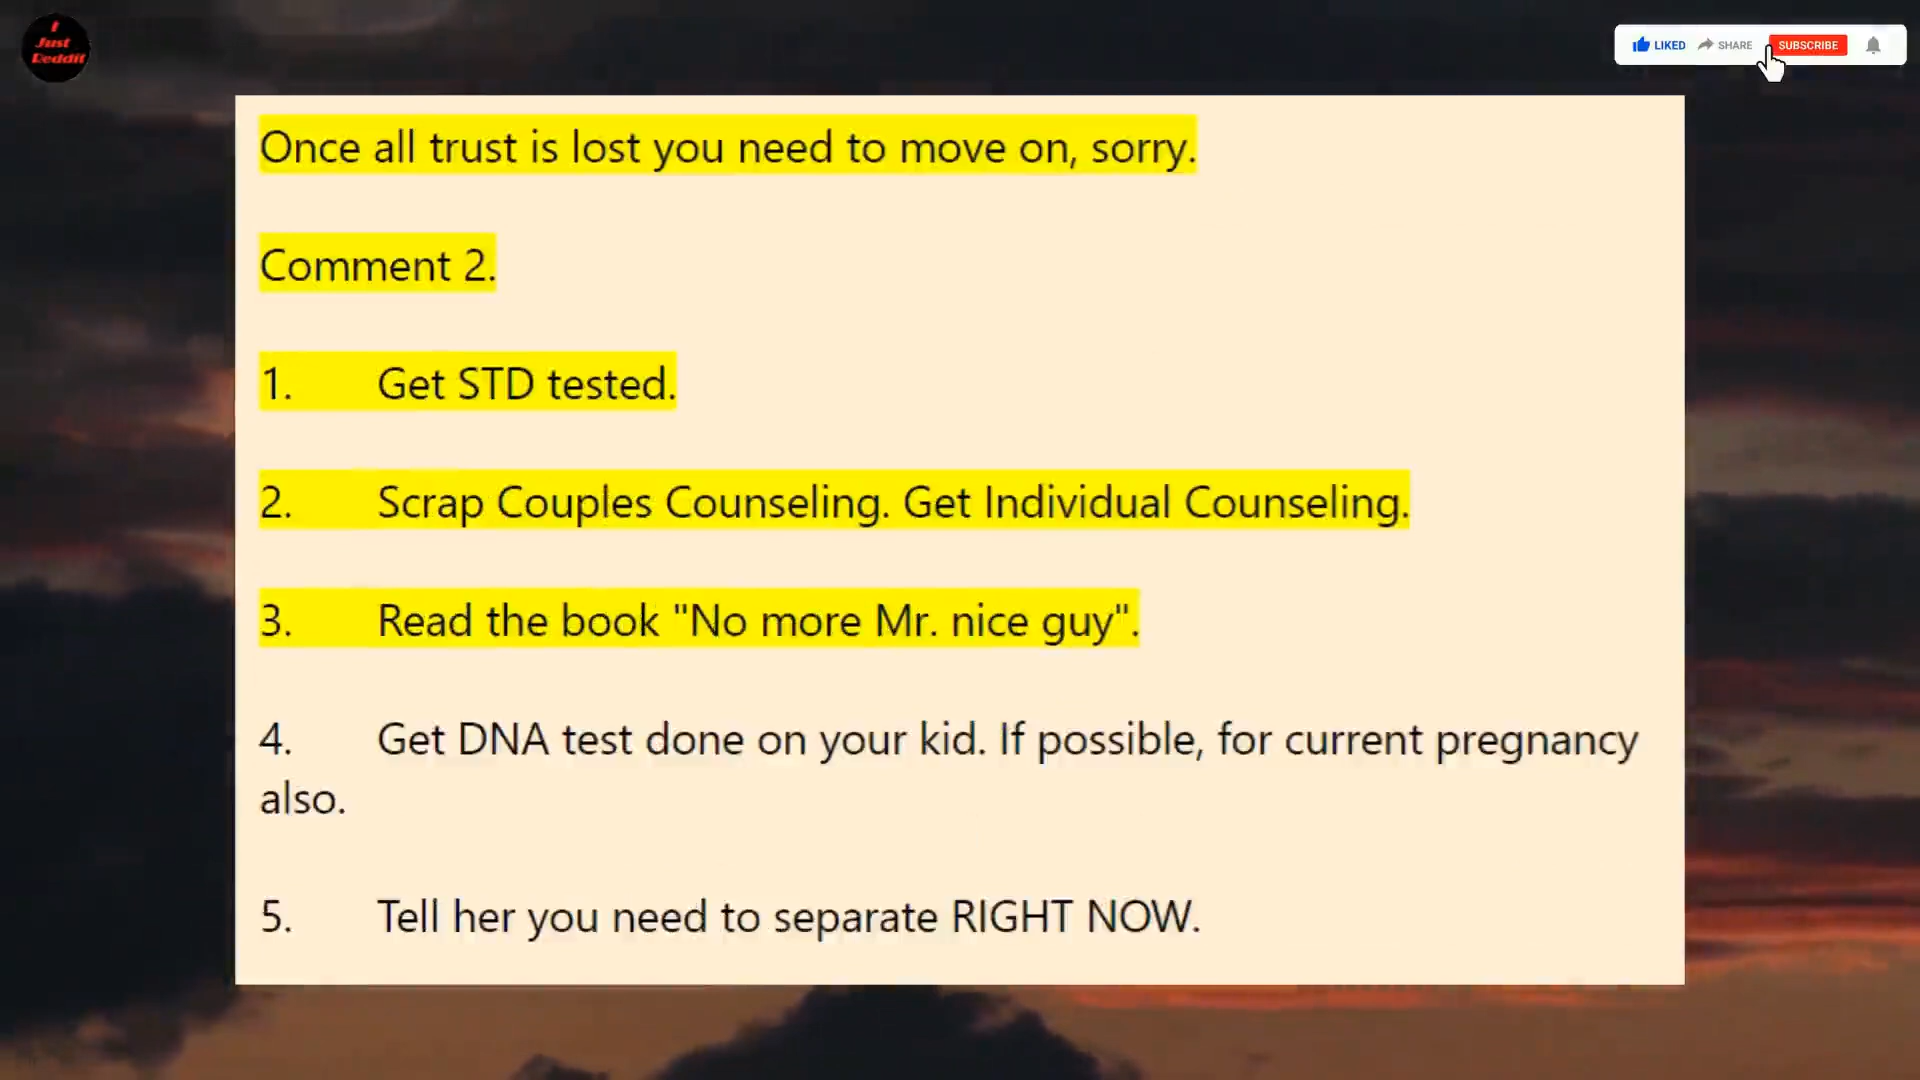 I
Just
Reddit
LIKED SHARE SUBSCRIBE
Once all trust is lost you need to move on, sorry.
Comment 2.
1. Get STD tested.
2. Scrap Couples Counseling. Get Individual Counseling.
3. Read the book "No more Mr. nice guy".
4. Get DNA test done on your kid. If possible, for current pregnancy
also.
5. Tell her you need to separate RIGHT NOW.